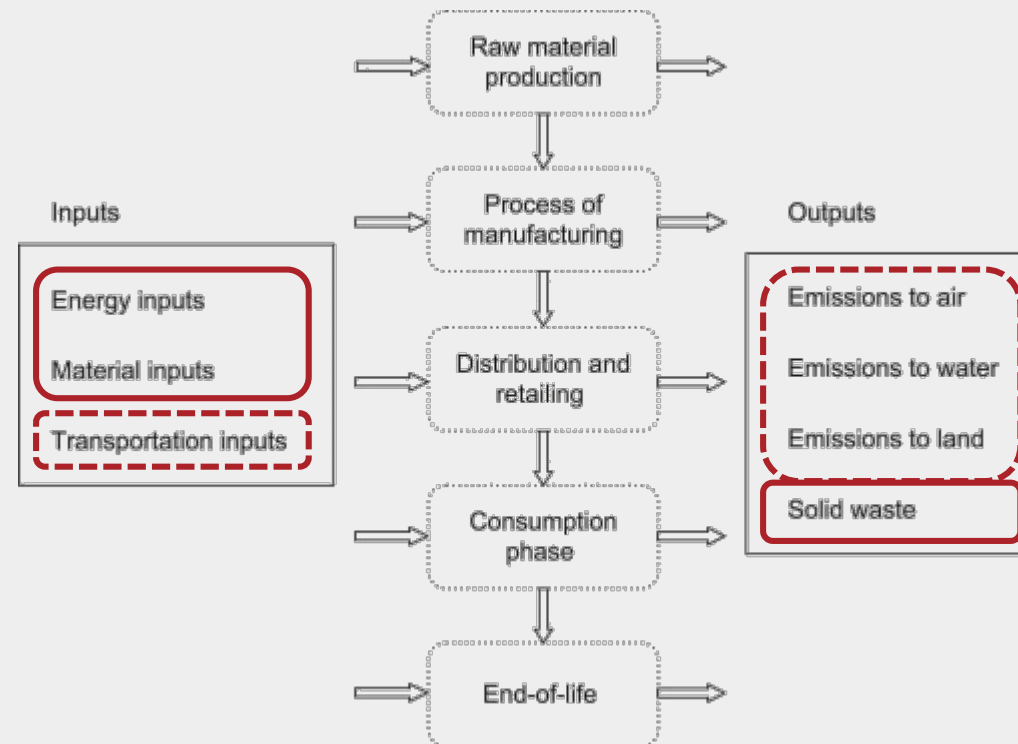 Raw material
production
Inputs
Process of
manufacturing
Outputs
Energy inputs
Material inputs
Transportation inputs
Distribution and
retailing
Emissions to air
Emissions to water
Emissions to land
Solid waste
Consumption
phase
End-of-life